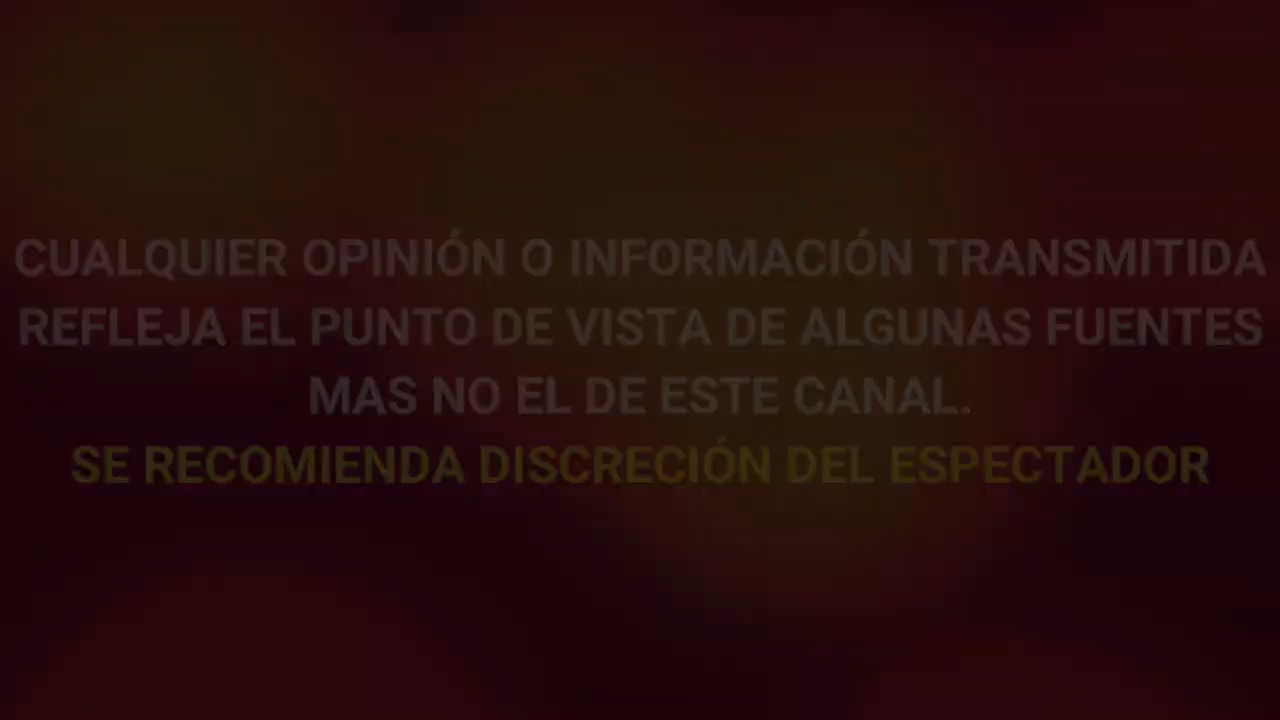 CUALQUIER OPINIÓN O INFORMACIÓN TRANSMITIDA
REFLEJA EL PUNTO DE VISTA DE ALGUNAS FUENTES
MAS NO EL DE ESTE CANAL.
SE RECOMIENDA DISCRECIÓN DEL ESPECTADOR